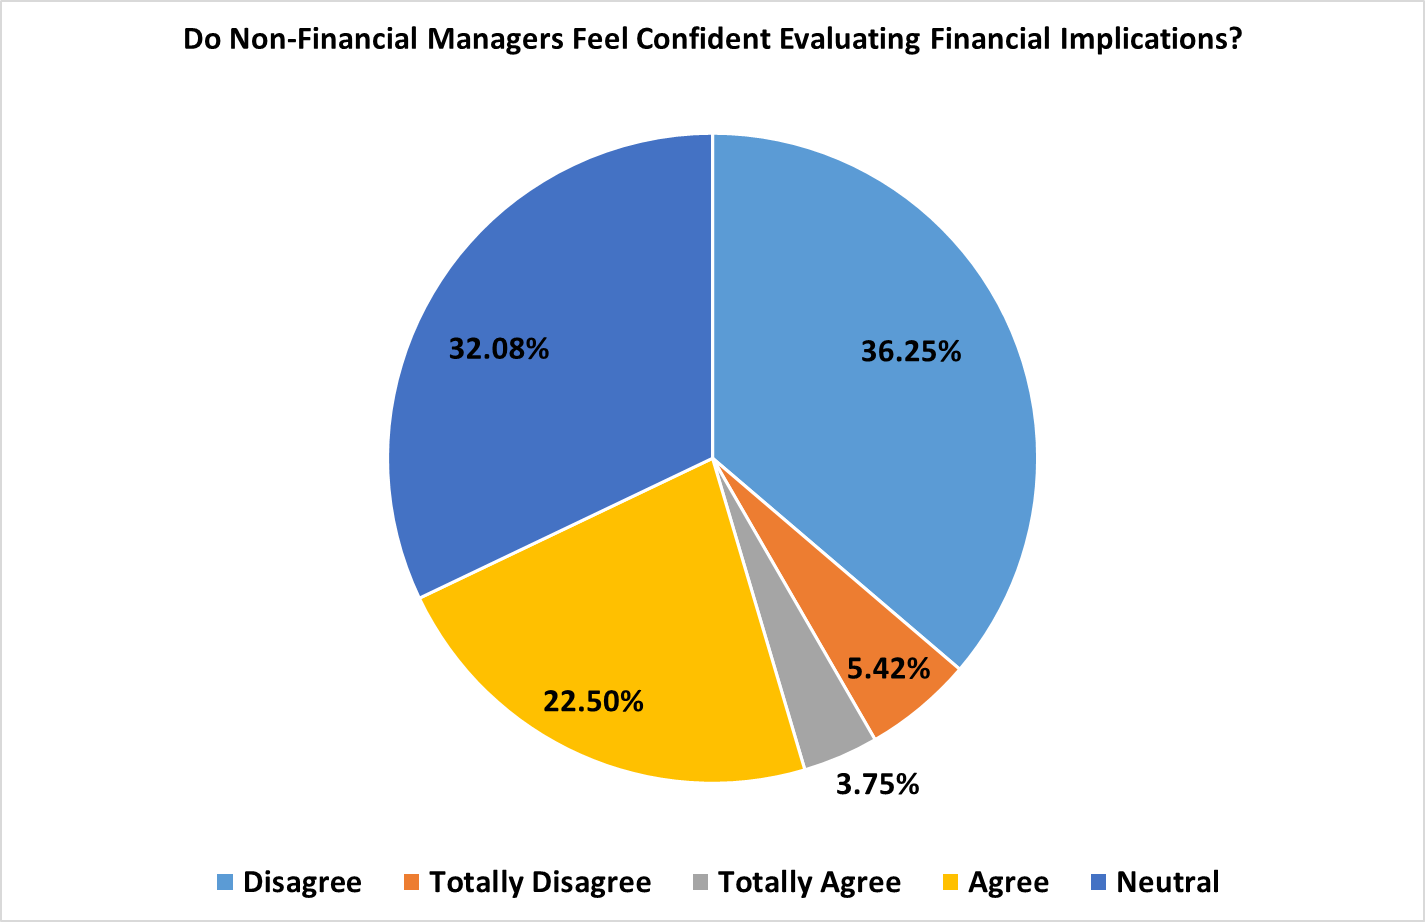 Do Non-Financial Managers Feel Confident Evaluating Financial Implications?
32.08%
36.25%
5.42%
22.50%
3.75%
Disagree Totally Disagree Totally Agree Agree Neutral